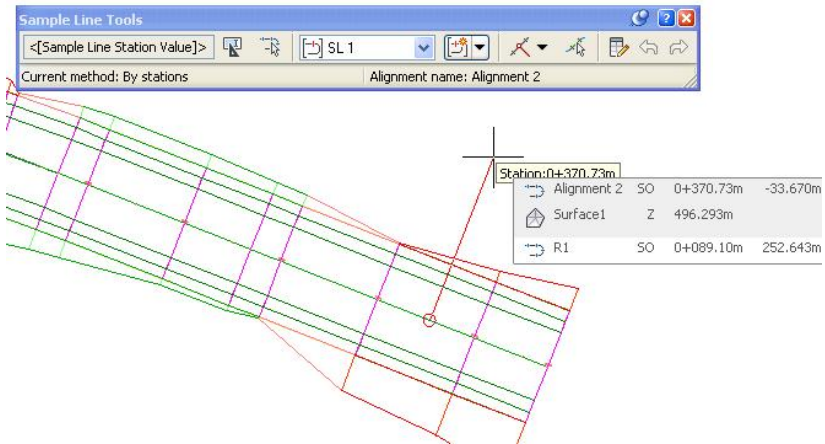 Sample Line Tools
<[Sample Line Station Value]> SL 1
Current method: By stations Alignment name: Alignment 2
Station:0+370.73m
Alignment 2 SO 0+370.73m -33.670m
Surface1 Z 496.293m
R1 SO 0+089.10m 252.643m